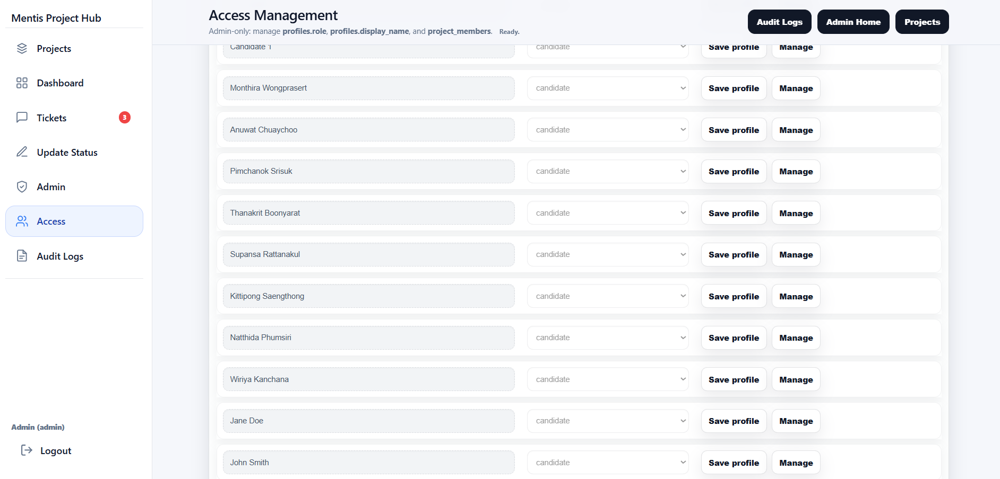 Mentis Project Hub
Projects
Dashboard
Tickets 3
Update Status
Admin
Access
Audit Logs
Admin (admin)
Logout
Access Management
Admin-only: manage profiles.role, profiles.display_name, and project_members. Ready.
Audit Logs Admin Home Projects
Candidate 1 candidate Save profile Manage
Monthira Wongprasert candidate Save profile Manage
Anuwat Chuaychoo candidate Save profile Manage
Pimchanok Srisuk candidate Save profile Manage
Thanakrit Boonyarat candidate Save profile Manage
Supansa Rattanakul candidate Save profile Manage
Kittipong Saengthong candidate Save profile Manage
Natthida Phumsiri candidate Save profile Manage
Wiriya Kanchana candidate Save profile Manage
Jane Doe candidate Save profile Manage
John Smith candidate Save profile Manage